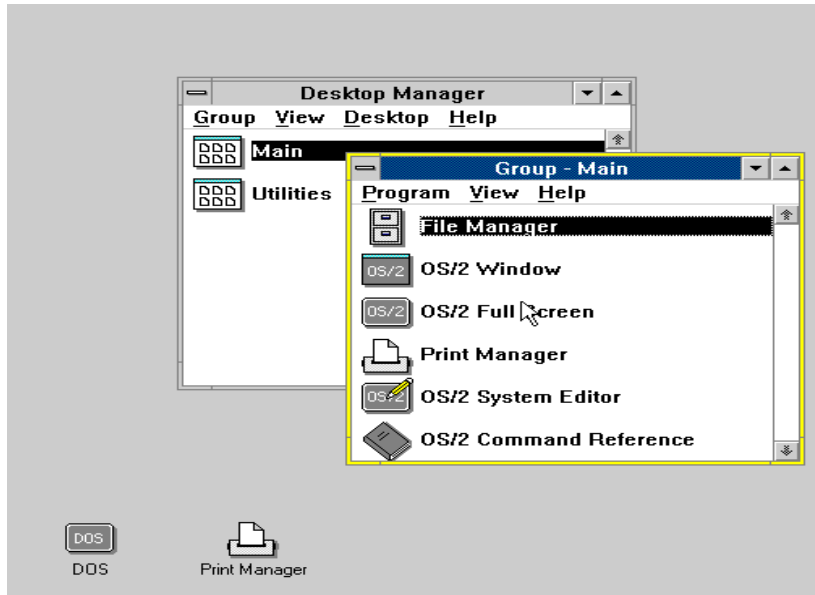 Desktop Manager
Group View Desktop Help
Main
Utilities
Group - Main
Program View Help
File Manager
OS/2 OS/2 Window
OS/2 OS/2 Full Screen
Print Manager
OS/2 OS/2 System Editor
OS/2 Command Reference
DOS
DOS
Print Manager